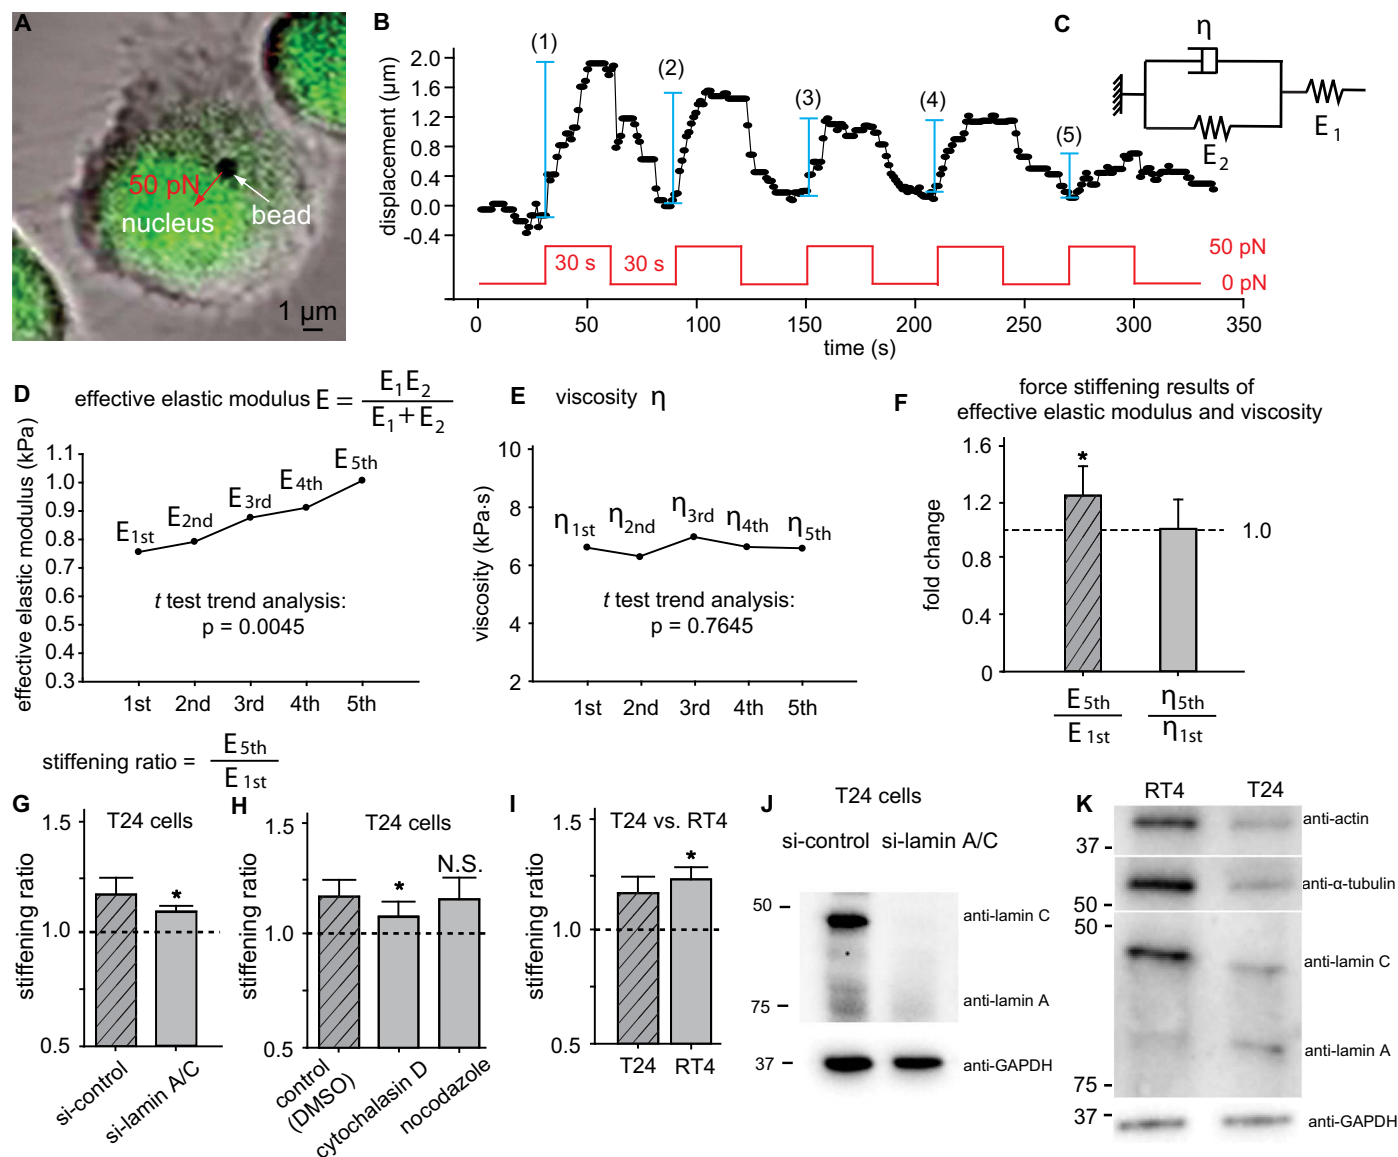 A
50 pN
nucleus
bead
1 µm
B
displacement (µm)
2.0
1.6
1.2
0.8
0.4
0.0
-0.4
(1)
(2)
(3)
(4)
(5)
30 s
30 s
50 pN
0 pN
0
50
100
150
200
250
300
350
time (s)
C
η
E2
E1
D
effective elastic modulus E = E1E2 / E1 + E2
effective elastic modulus (kPa)
1.1
1.0
0.9
0.8
0.7
0.6
0.5
0.4
0.3
E1st
E2nd
E3rd
E4th
E5th
t test trend analysis:
p = 0.0045
1st
2nd
3rd
4th
5th
E
viscosity η
viscosity (kPa·s)
10
8
6
4
2
η1st
η2nd
η3rd
η4th
η5th
t test trend analysis:
p = 0.7645
1st
2nd
3rd
4th
5th
F
force stiffening results of
effective elastic modulus and viscosity
fold change
1.6
1.2
0.8
0.4
0
*
1.0
E5th
E1st
η5th
η1st
stiffening ratio = E5th / E1st
G
T24 cells
stiffening ratio
1.5
1.0
0.5
*
si-control
si-lamin A/C
H
T24 cells
stiffening ratio
1.5
1.0
0.5
*
N.S.
control
(DMSO)
cytochalasin D
nocodazole
I
T24 vs. RT4
stiffening ratio
1.5
1.0
0.5
*
T24
RT4
J
T24 cells
si-control
si-lamin A/C
50
75
37
anti-lamin C
anti-lamin A
anti-GAPDH
K
RT4
T24
37
50
50
75
37
anti-actin
anti-α-tubulin
anti-lamin C
anti-lamin A
anti-GAPDH